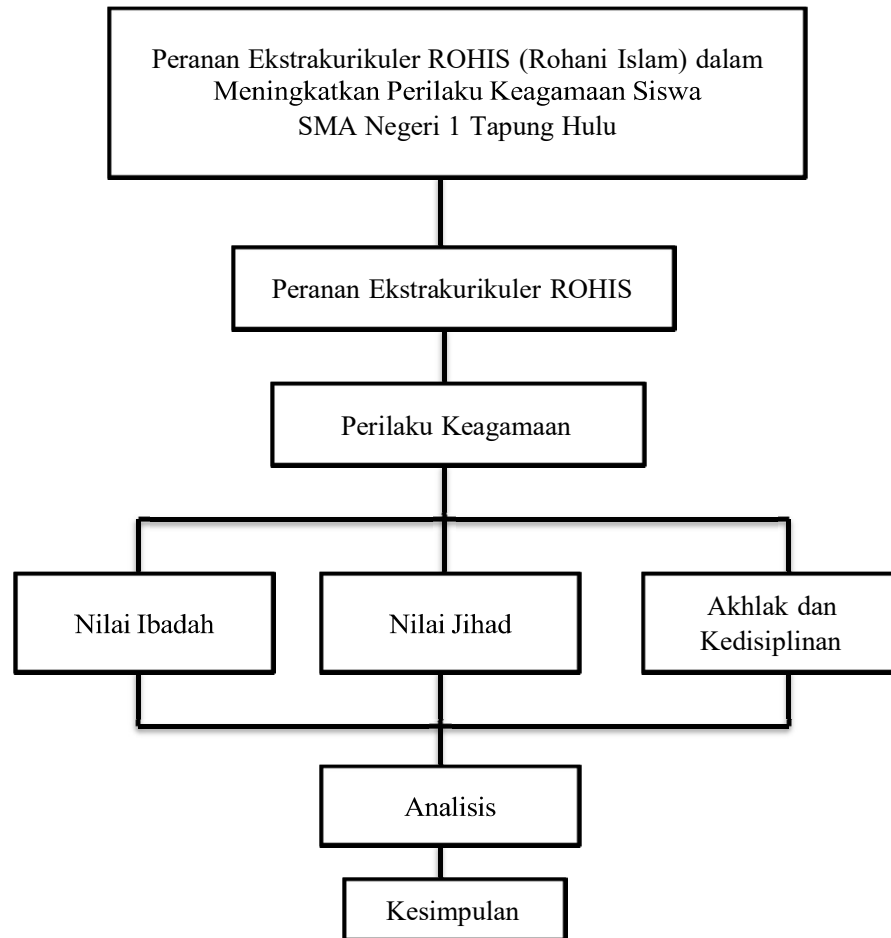 Peranan Ekstrakurikuler ROHIS (Rohani Islam) dalam
Meningkatkan Perilaku Keagamaan Siswa
SMA Negeri 1 Tapung Hulu
Peranan Ekstrakurikuler ROHIS
Perilaku Keagamaan
Nilai Ibadah
Nilai Jihad
Akhlak dan
Kedisiplinan
Analisis
Kesimpulan